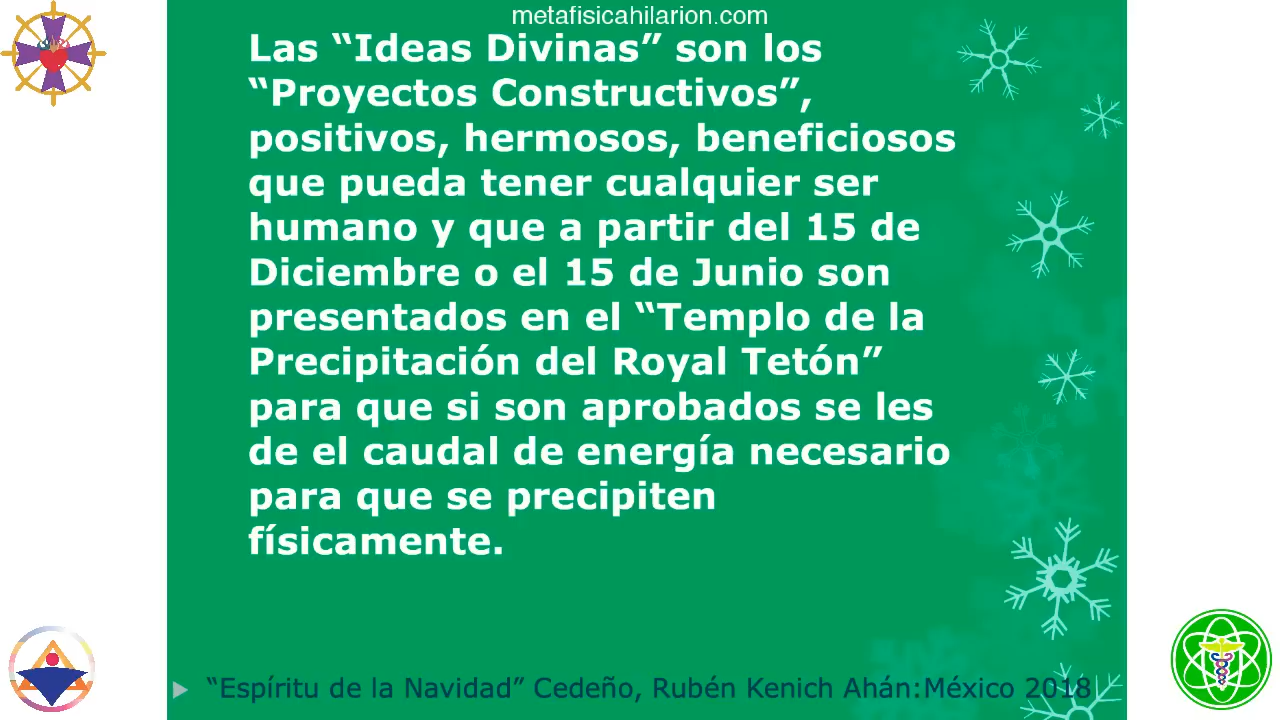 metafisicahilarion.com
Las “Ideas Divinas” son los
“Proyectos Constructivos”,
positivos, hermosos, beneficiosos
que pueda tener cualquier ser
humano y que a partir del 15 de
Diciembre o el 15 de Junio son
presentados en el “Templo de la
Precipitación del Royal Tetón”
para que si son aprobados se les
de el caudal de energía necesario
para que se precipiten
físicamente.
“Espíritu de la Navidad” Cedeño, Rubén Kenich Ahán:México 2018